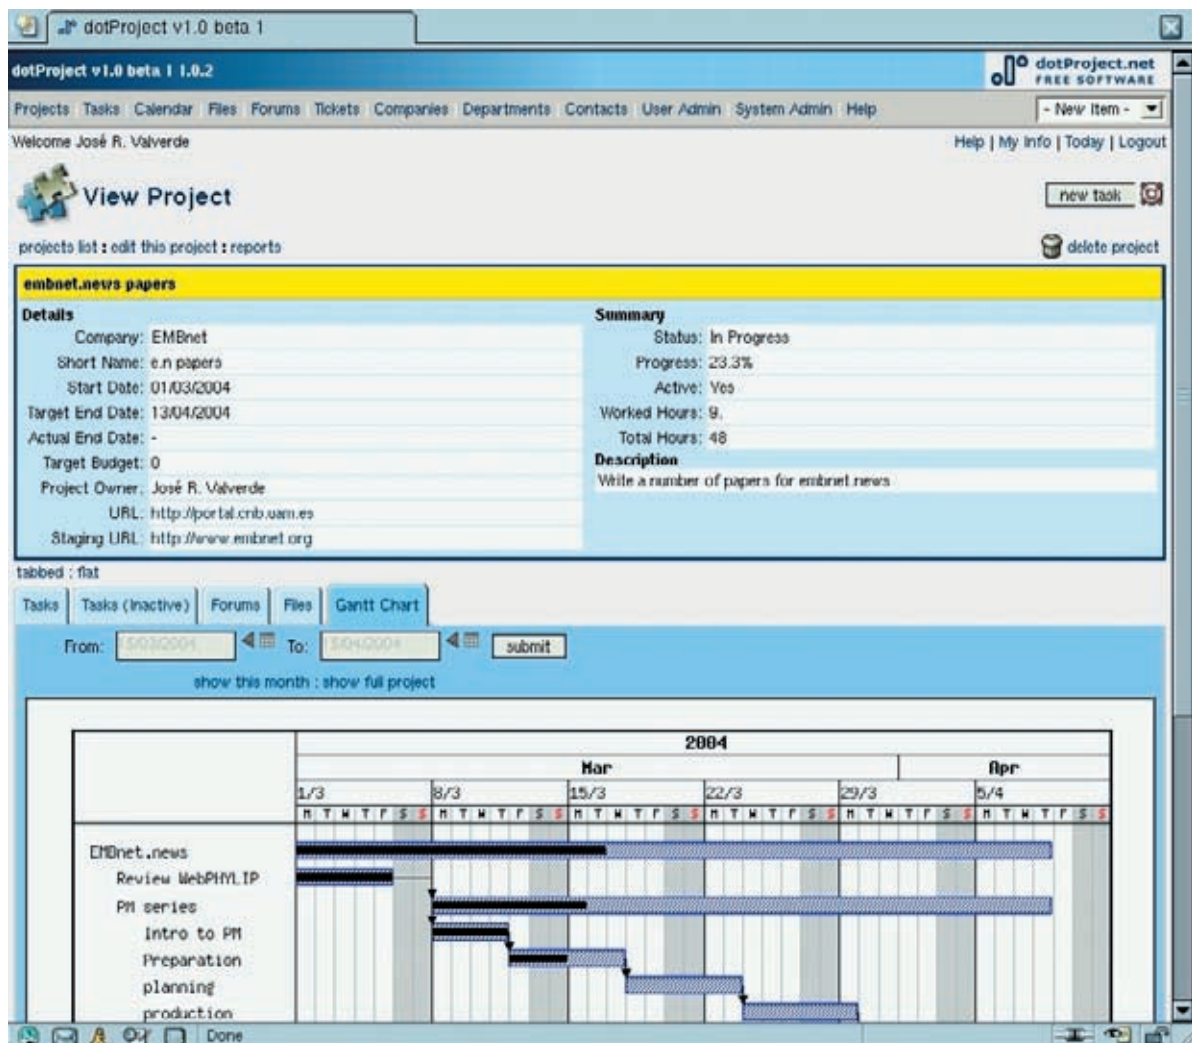 dotProject v1.0 beta 1
dotProject v1.0 beta 1 1.0.2
dotProject.net
FREE SOFTWARE
Projects Tasks Calendar Files Forums Tickets Companies Departments Contacts User Admin System Admin Help
- New Item -
Welcome José R. Valverde
Help | My Info | Today | Logout
View Project
new task
projects list : edit this project : reports
delete project
embnet.news papers
Details
Company: EMBnet
Short Name: e.n papers
Start Date: 01/03/2004
Target End Date: 13/04/2004
Actual End Date: -
Target Budget: 0
Project Owner: José R. Valverde
URL: http://portal.cnb.uam.es
Staging URL: http://www.embnet.org
Summary
Status: In Progress
Progress: 23.3%
Active: Yes
Worked Hours: 9.
Total Hours: 48
Description
Write a number of papers for embnet.news
tabbed : flat
Tasks
Tasks (Inactive)
Forums
Files
Gantt Chart
From: 15/03/2004 To: 15/04/2004 submit
show this month : show full project
2004
Mar Apr
1/3 8/3 15/3 22/3 29/3 5/4
M T W T F S S M T W T F S S M T W T F S S M T W T F S S M T W T F S S M T W T F S S
EMBnet.news
Review WebPHYLIP
PM series
Intro to PM
Preparation
planning
production
Done